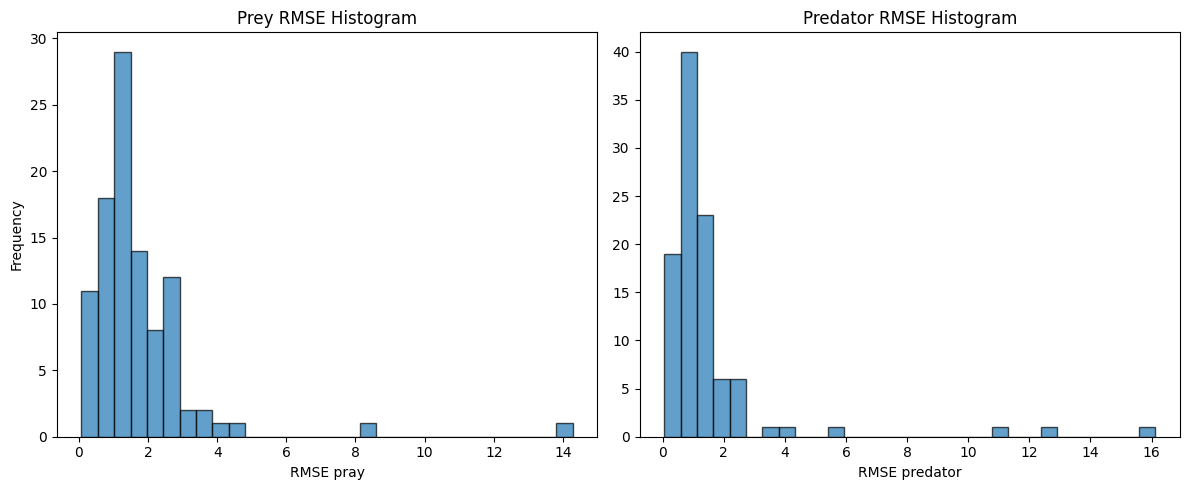 Prey RMSE Histogram
Frequency
30
25
20
15
10
5
0
0 2 4 6 8 10 12 14
RMSE pray
Predator RMSE Histogram
40
35
30
25
20
15
10
5
0
0 2 4 6 8 10 12 14 16
RMSE predator